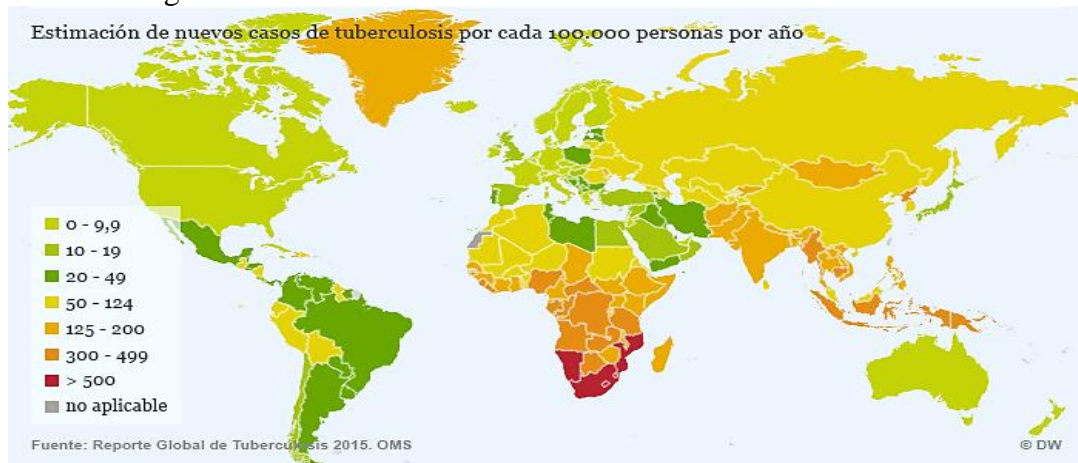 Estimación de nuevos casos de tuberculosis por cada 100.000 personas por año
0 - 9,9
10 - 19
20 - 49
50 - 124
125 - 200
300 - 499
> 500
no aplicable
Fuente: Reporte Global de Tuberculosis 2015. OMS
© DW